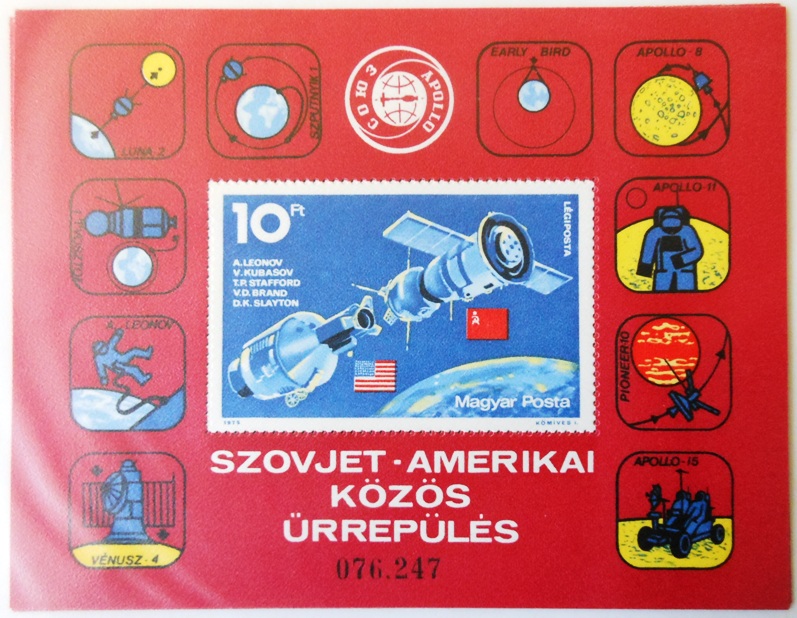 LUNA 2
SZPUTNYIK 1
СОЮЗ APOLLO
EARLY BIRD
APOLLO-8
APOLLO-11
A. LEONOV
PIONEER-10
VÉNUSZ-4
APOLLO-15
10 Ft
LÉGIPOSTA
A. LEONOV
V. KUBASOV
T.P. STAFFORD
V.D. BRAND
D.K. SLAYTON
Magyar Posta
1975
KÖMIVES I.
SZOVJET - AMERIKAI
KÖZÖS
ŰRREPÜLÉS
076.247